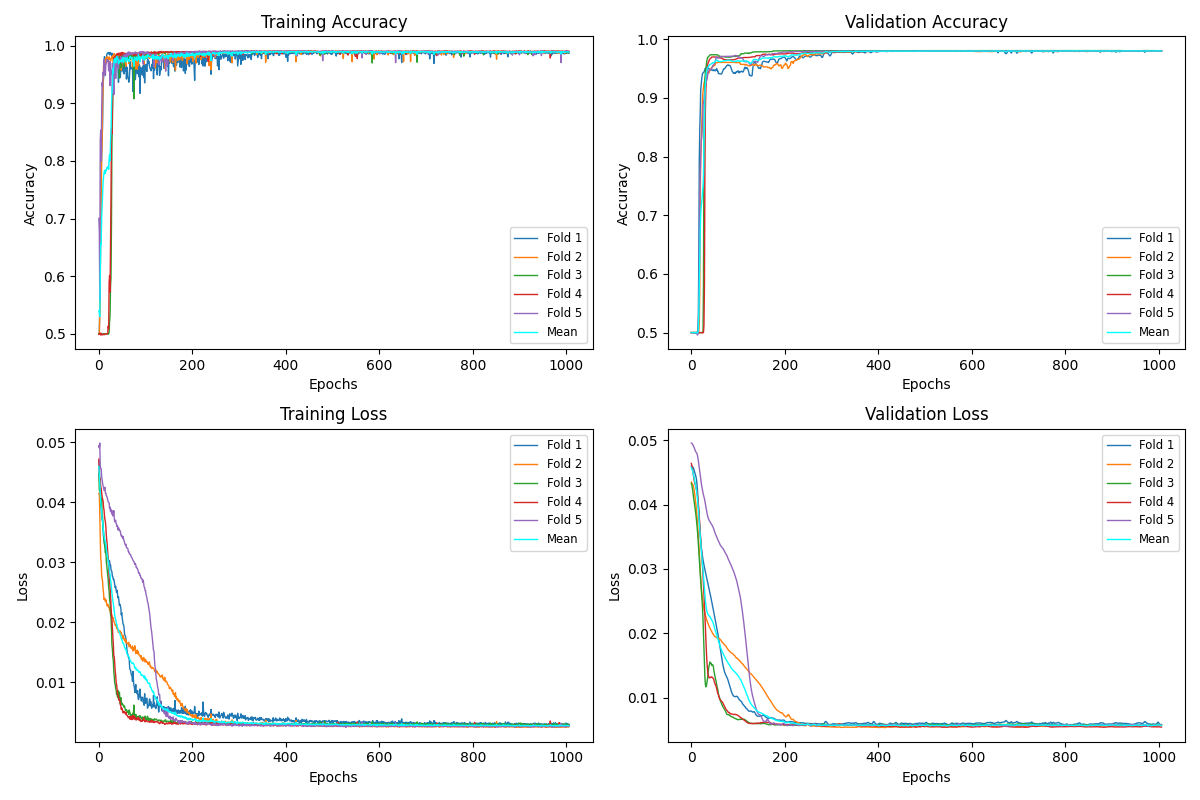 Training Accuracy
1.0
0.9
0.8
0.7
0.6
0.5
Accuracy
0 200 400 600 800 1000
Epochs
Fold 1
Fold 2
Fold 3
Fold 4
Fold 5
Mean
Validation Accuracy
1.0
0.9
0.8
0.7
0.6
0.5
Accuracy
0 200 400 600 800 1000
Epochs
Fold 1
Fold 2
Fold 3
Fold 4
Fold 5
Mean
Training Loss
0.05
0.04
0.03
0.02
0.01
Loss
0 200 400 600 800 1000
Epochs
Fold 1
Fold 2
Fold 3
Fold 4
Fold 5
Mean
Validation Loss
0.05
0.04
0.03
0.02
0.01
Loss
0 200 400 600 800 1000
Epochs
Fold 1
Fold 2
Fold 3
Fold 4
Fold 5
Mean